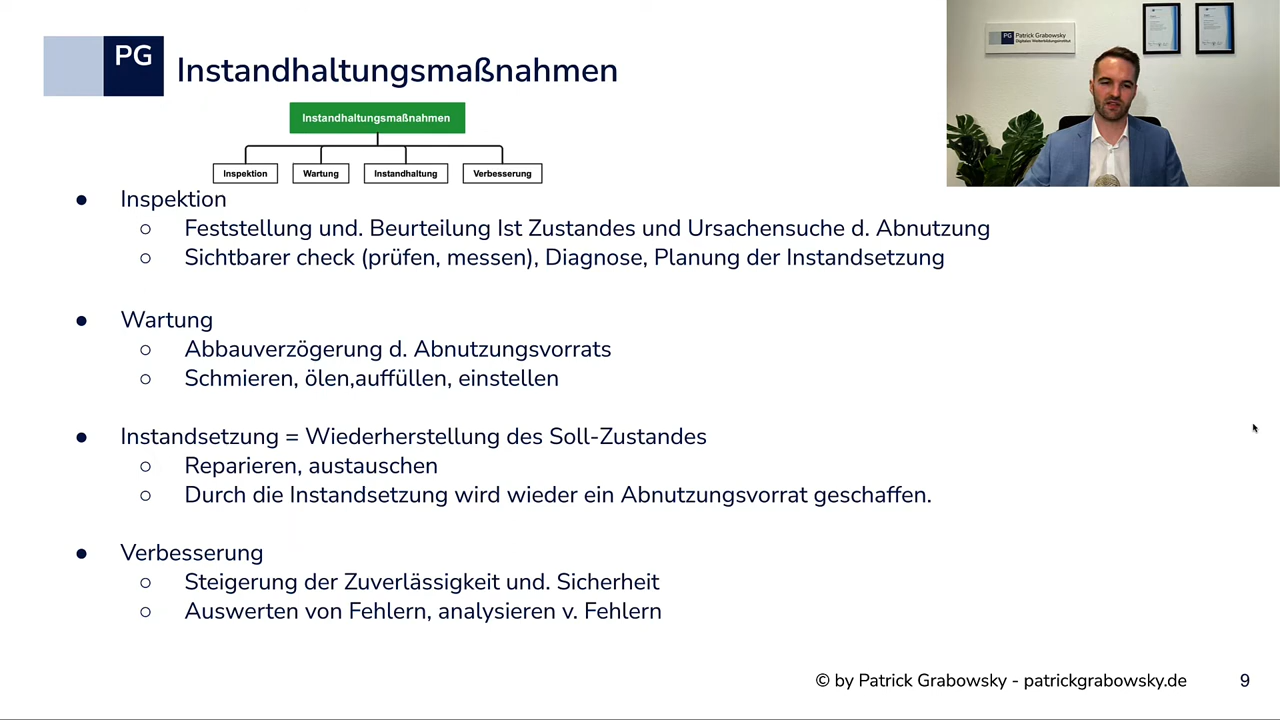 PG
Instandhaltungsmaßnahmen
Instandhaltungsmaßnahmen
Inspektion
Wartung
Instandhaltung
Verbesserung
● Inspektion
○ Feststellung und. Beurteilung Ist Zustandes und Ursachensuche d. Abnutzung
○ Sichtbarer check (prüfen, messen), Diagnose, Planung der Instandsetzung
● Wartung
○ Abbauverzögerung d. Abnutzungsvorrats
○ Schmieren, ölen,auffüllen, einstellen
● Instandsetzung = Wiederherstellung des Soll-Zustandes
○ Reparieren, austauschen
○ Durch die Instandsetzung wird wieder ein Abnutzungsvorrat geschaffen.
● Verbesserung
○ Steigerung der Zuverlässigkeit und. Sicherheit
○ Auswerten von Fehlern, analysieren v. Fehlern
© by Patrick Grabowsky - patrickgrabowsky.de
9
PG
Patrick Grabowsky
Digitales Weiterbildungsinstitut